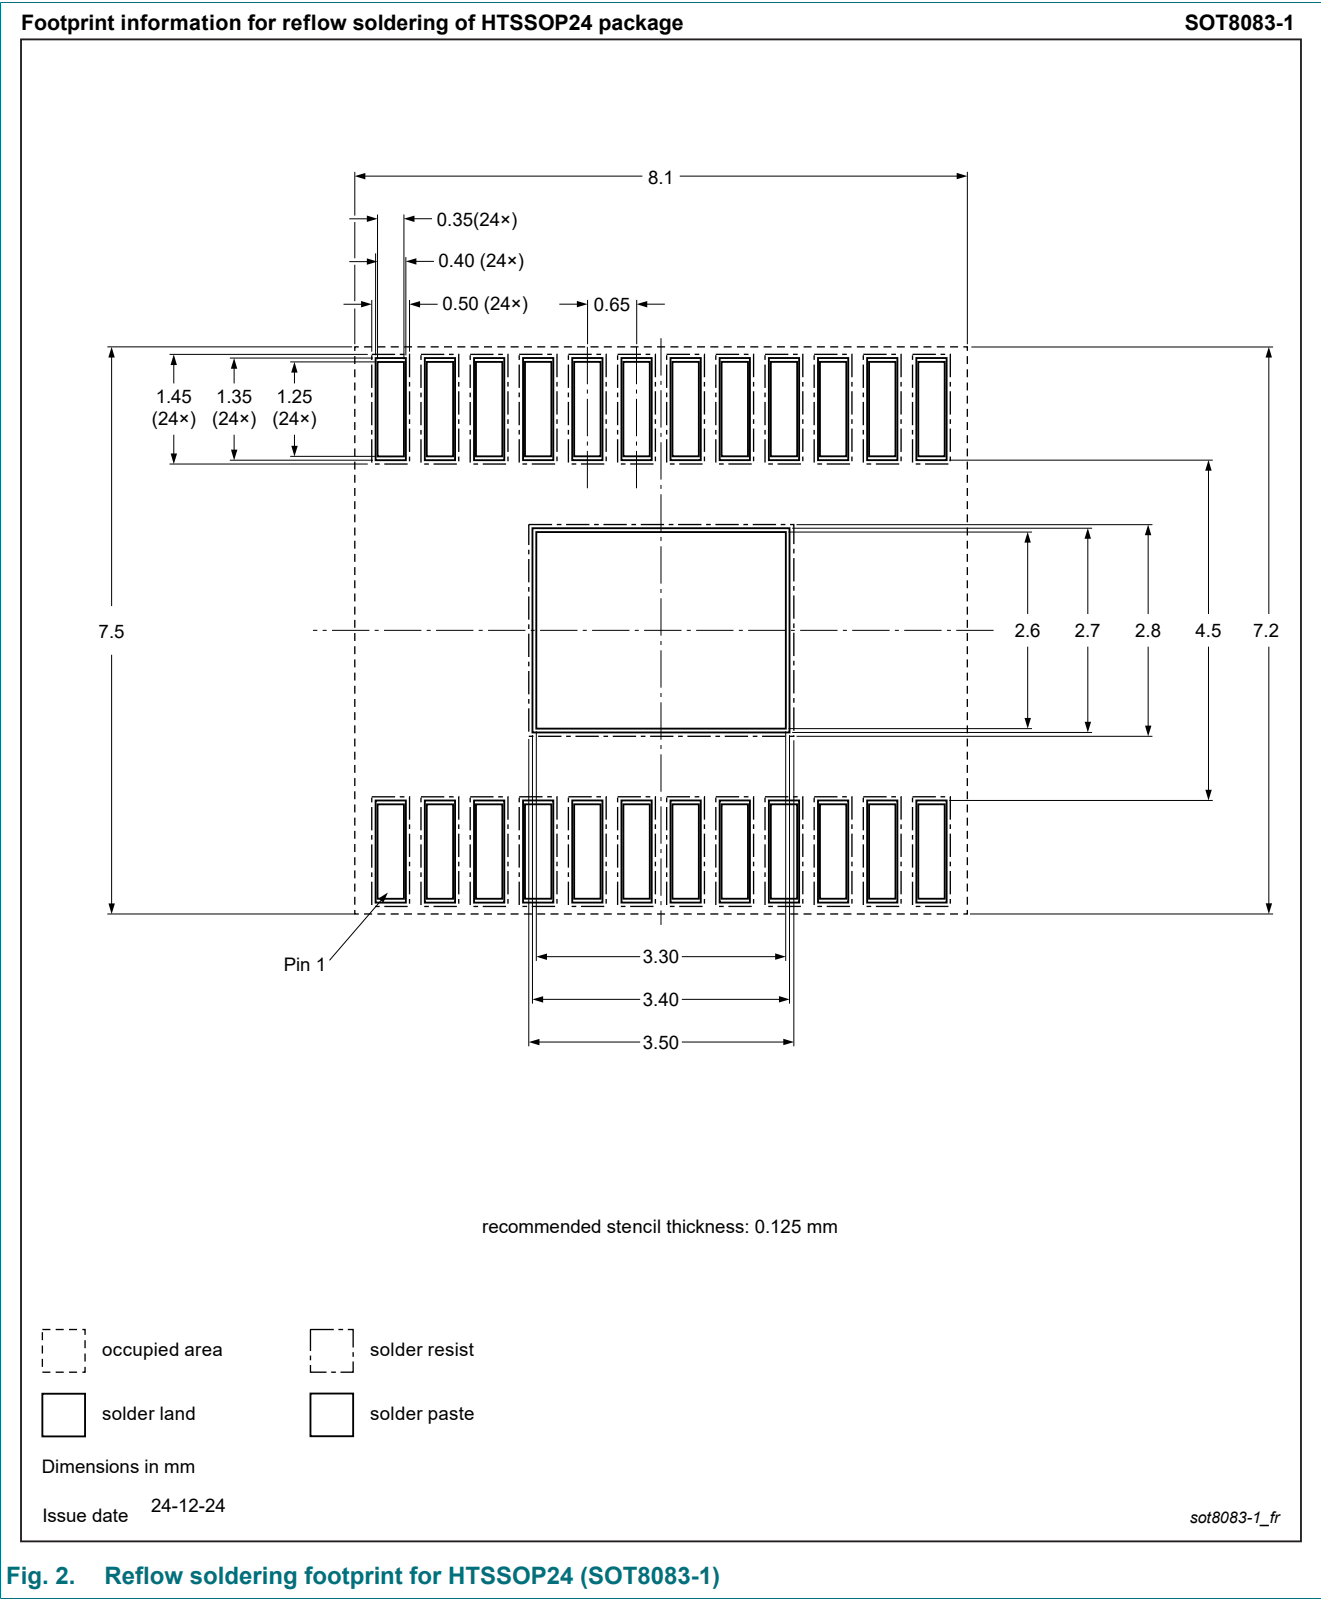 Footprint information for reflow soldering of HTSSOP24 package SOT8083-1
8.1
0.35(24×)
0.40 (24×)
0.50 (24×) 0.65
1.45 1.35 1.25
(24×) (24×) (24×)
7.5 2.6 2.7 2.8 4.5 7.2
Pin 1
3.30
3.40
3.50
recommended stencil thickness: 0.125 mm
occupied area solder resist
solder land solder paste
Dimensions in mm
Issue date 24-12-24 sot8083-1_fr
Fig. 2. Reflow soldering footprint for HTSSOP24 (SOT8083-1)